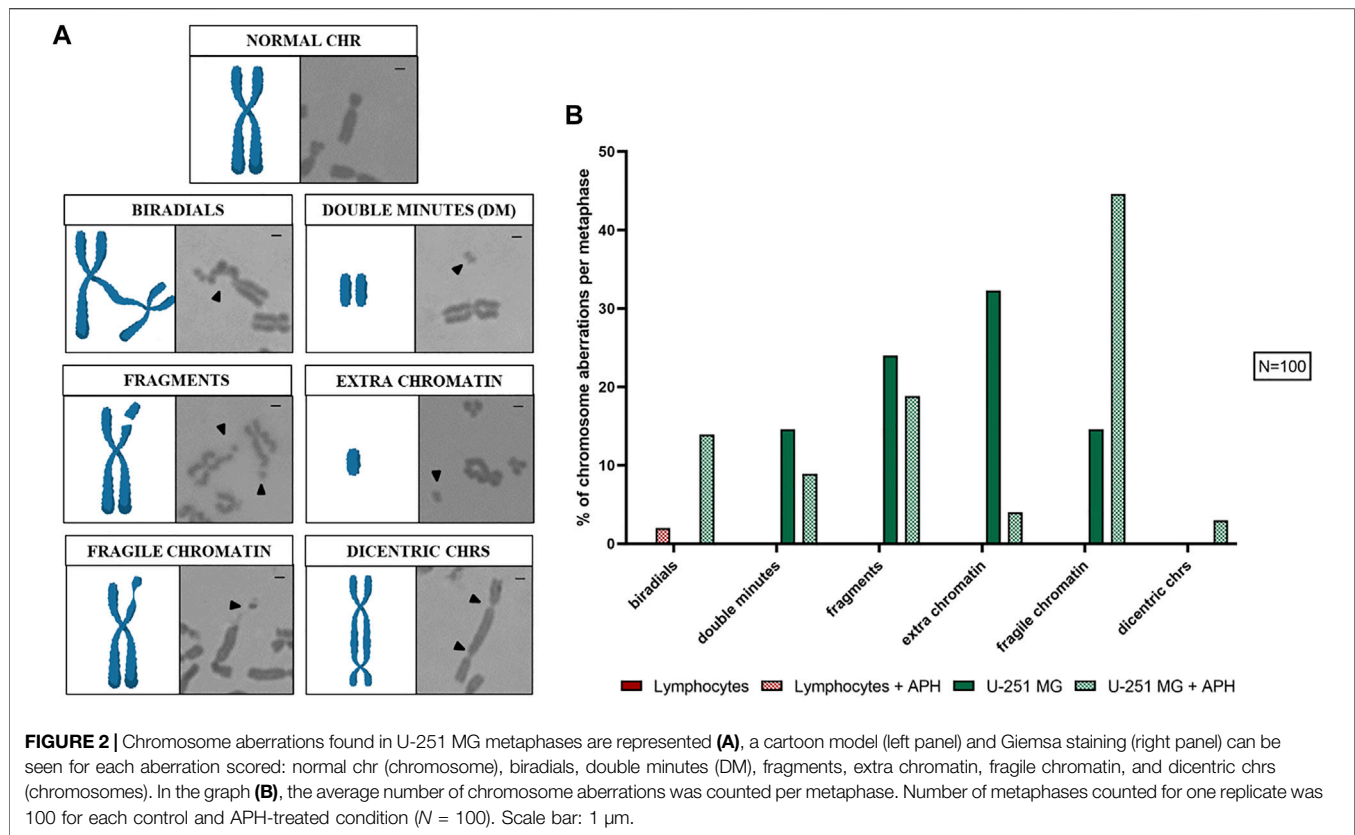 A
NORMAL CHR
BIRADIALS
DOUBLE MINUTES (DM)
FRAGMENTS
EXTRA CHROMATIN
FRAGILE CHROMATIN
DICENTRIC CHRS
B
% of chromosome aberrations per metaphase
50
40
30
20
10
0
biradials
double minutes
fragments
extra chromatin
fragile chromatin
dicentric chrs
N=100
Lymphocytes
Lymphocytes + APH
U-251 MG
U-251 MG + APH
FIGURE 2 | Chromosome aberrations found in U-251 MG metaphases are represented (A), a cartoon model (left panel) and Giemsa staining (right panel) can be
seen for each aberration scored: normal chr (chromosome), biradials, double minutes (DM), fragments, extra chromatin, fragile chromatin, and dicentric chrs
(chromosomes). In the graph (B), the average number of chromosome aberrations was counted per metaphase. Number of metaphases counted for one replicate was
100 for each control and APH-treated condition (N = 100). Scale bar: 1 μm.